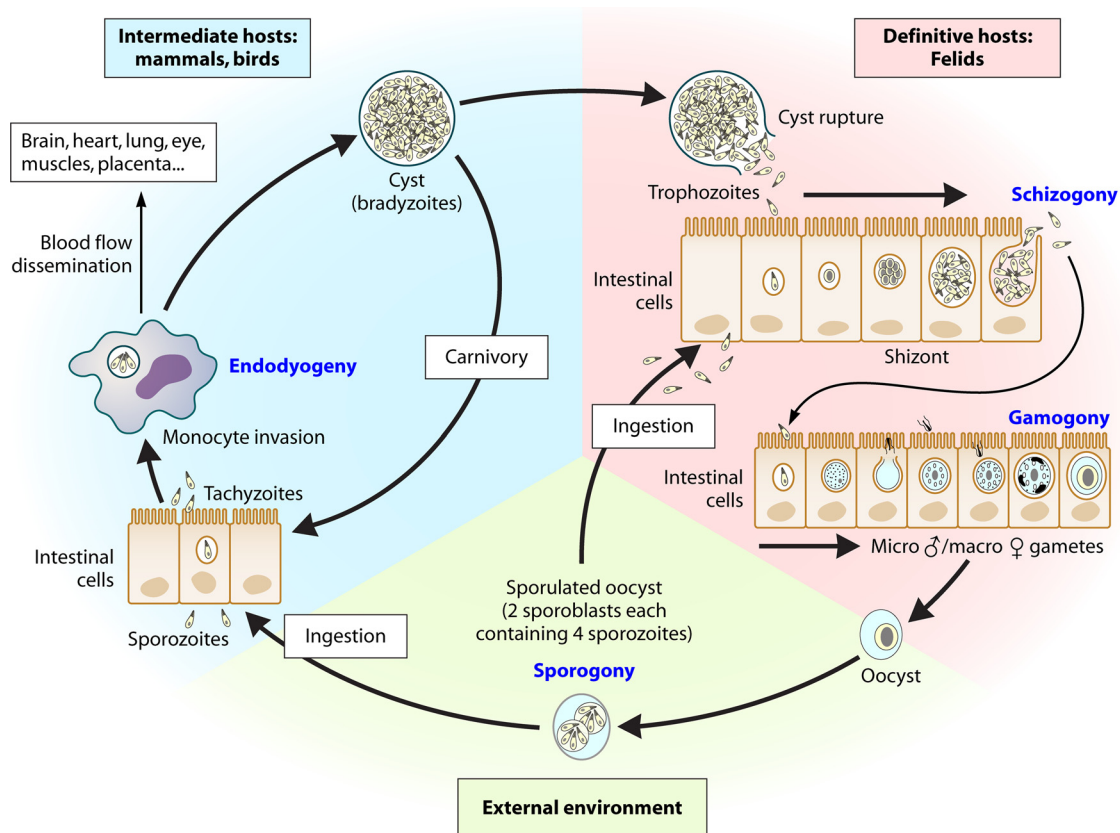 Intermediate hosts:
mammals, birds
Definitive hosts:
Felids
Brain, heart, lung, eye,
muscles, placenta...
Cyst
(bradyzoites)
Blood flow
dissemination
Endodyogeny
Monocyte invasion
Carnivory
Tachyzoites
Intestinal
cells
Sporozoites
Ingestion
Cyst rupture
Trophozoites
Schizogony
Intestinal
cells
Shizont
Ingestion
Gamogony
Intestinal
cells
Micro ♂/macro ♀ gametes
Sporulated oocyst
(2 sporoblasts each
containing 4 sporozoites)
Sporogony
Oocyst
External environment